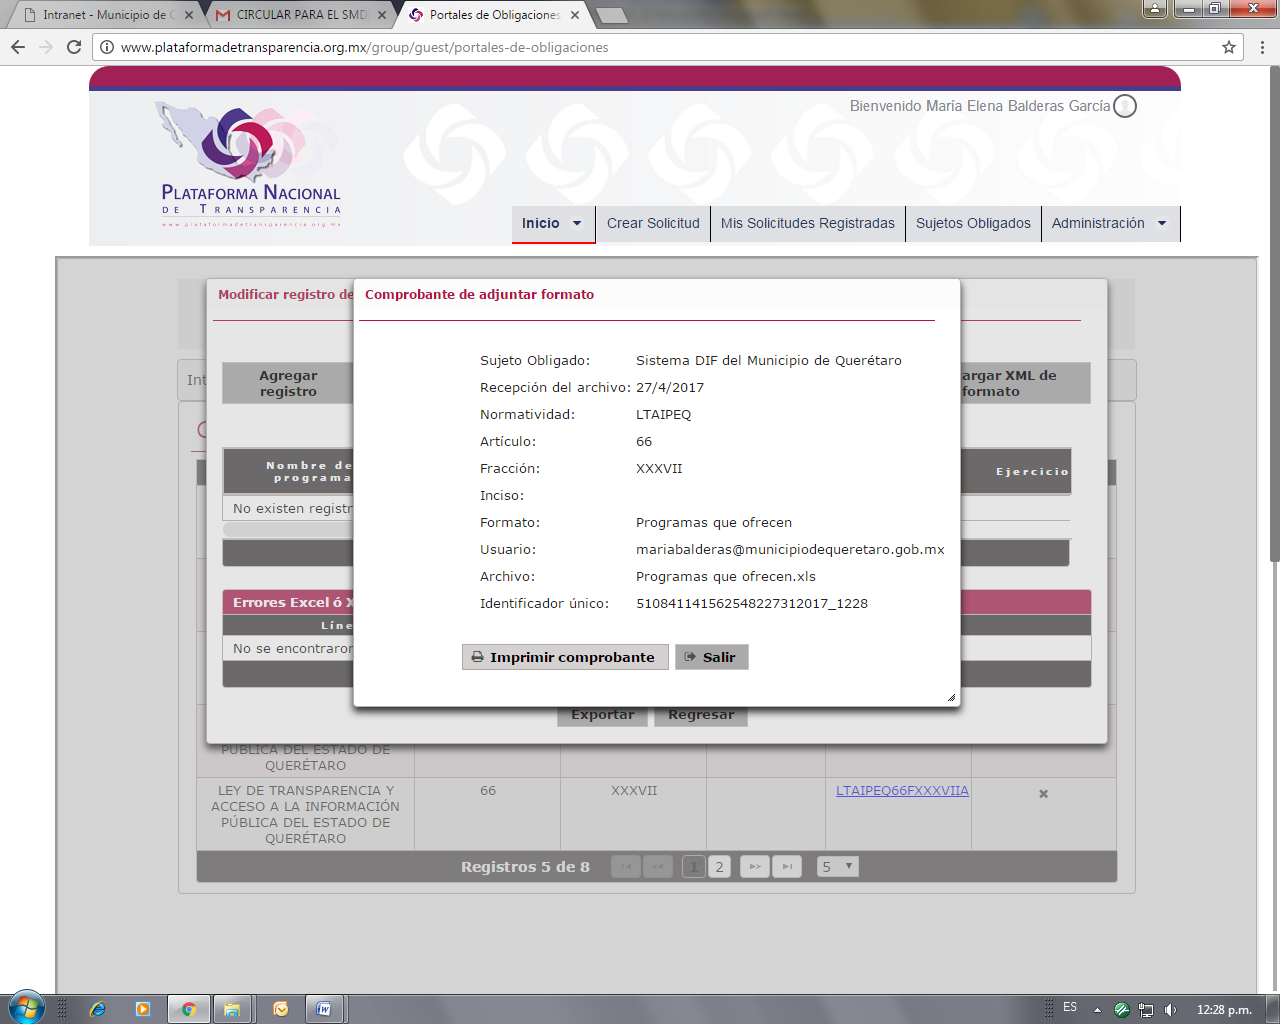 Intranet - Municipio de C
CIRCULAR PARA EL SMD
Portales de Obligaciones
www.plataformadetransparencia.org.mx/group/guest/portales-de-obligaciones
Bienvenido María Elena Balderas García
PLATAFORMA NACIONAL
DE TRANSPARENCIA
www.plataformadetransparencia.org.mx
Inicio
Crear Solicitud
Mis Solicitudes Registradas
Sujetos Obligados
Administración
Modificar registro de
Comprobante de adjuntar formato
Int
Agregar
registro
argar XML de
formato
Nombre de
programa
Ejercicio
No existen registr
Errores Excel ó X
Líne
No se encontraron
Sujeto Obligado: Sistema DIF del Municipio de Querétaro
Recepción del archivo: 27/4/2017
Normatividad: LTAIPEQ
Artículo: 66
Fracción: XXXVII
Inciso:
Formato: Programas que ofrecen
Usuario: mariabalderas@municipiodequeretaro.gob.mx
Archivo: Programas que ofrecen.xls
Identificador único: 510841141562548227312017_1228
Imprimir comprobante
Salir
Exportar
Regresar
PÚBLICA DEL ESTADO DE
QUERÉTARO
LEY DE TRANSPARENCIA Y
ACCESO A LA INFORMACIÓN
PÚBLICA DEL ESTADO DE
QUERÉTARO
66
XXXVII
LTAIPEQ66FXXXVIIA
Registros 5 de 8
1
2
5
ES
12:28 p.m.